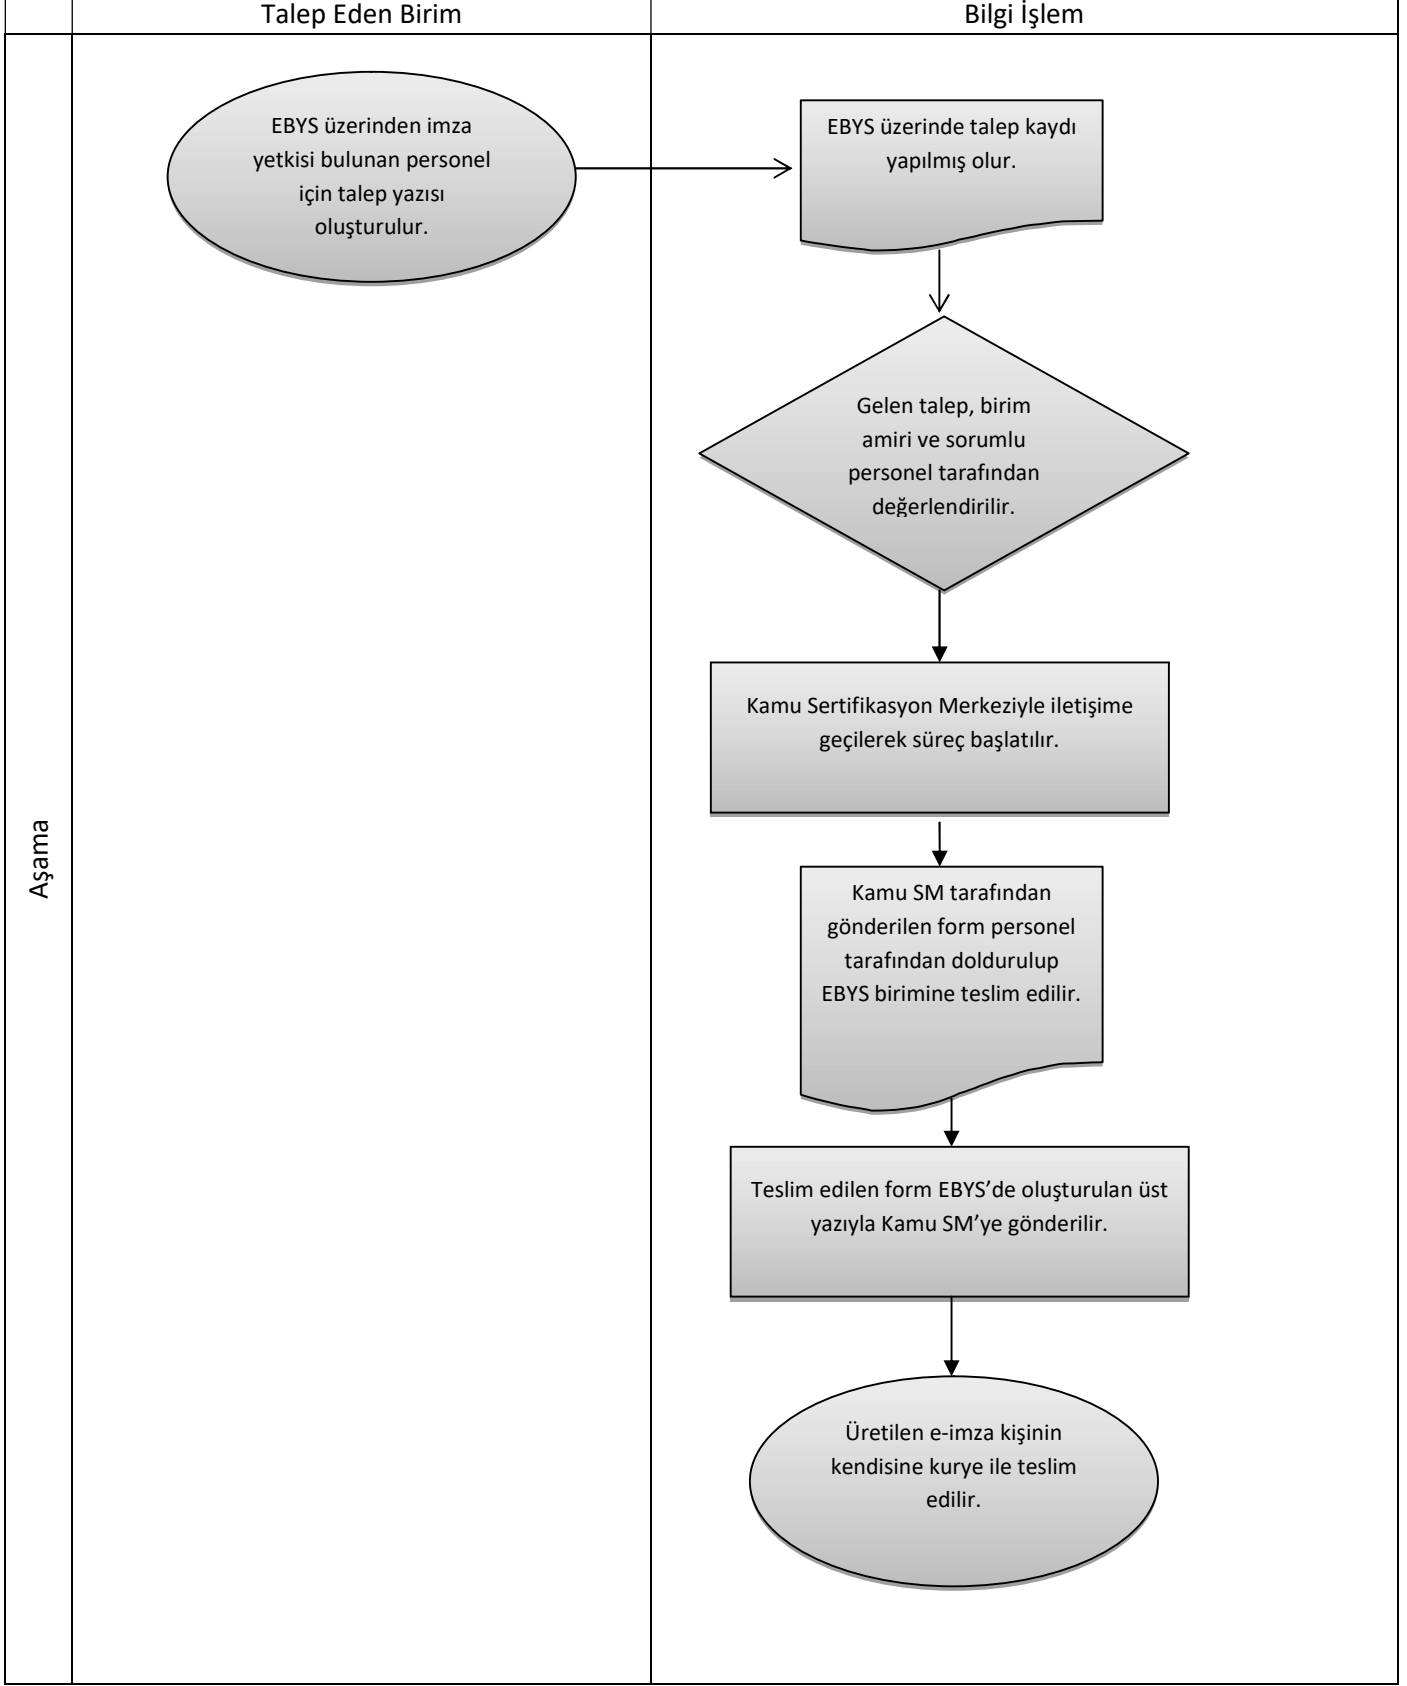 Talep Eden Birim
Bilgi İşlem
Aşama
EBYS üzerinden imza
yetkisi bulunan personel
için talep yazısı
oluşturulur.
EBYS üzerinde talep kaydı
yapılmış olur.
Gelen talep, birim
amiri ve sorumlu
personel tarafından
değerlendirilir.
Kamu Sertifikasyon Merkeziyle iletişime
geçilerek süreç başlatılır.
Kamu SM tarafından
gönderilen form personel
tarafından doldurulup
EBYS birimine teslim edilir.
Teslim edilen form EBYS’de oluşturulan üst
yazıyla Kamu SM’ye gönderilir.
Üretilen e-imza kişinin
kendisine kurye ile teslim
edilir.